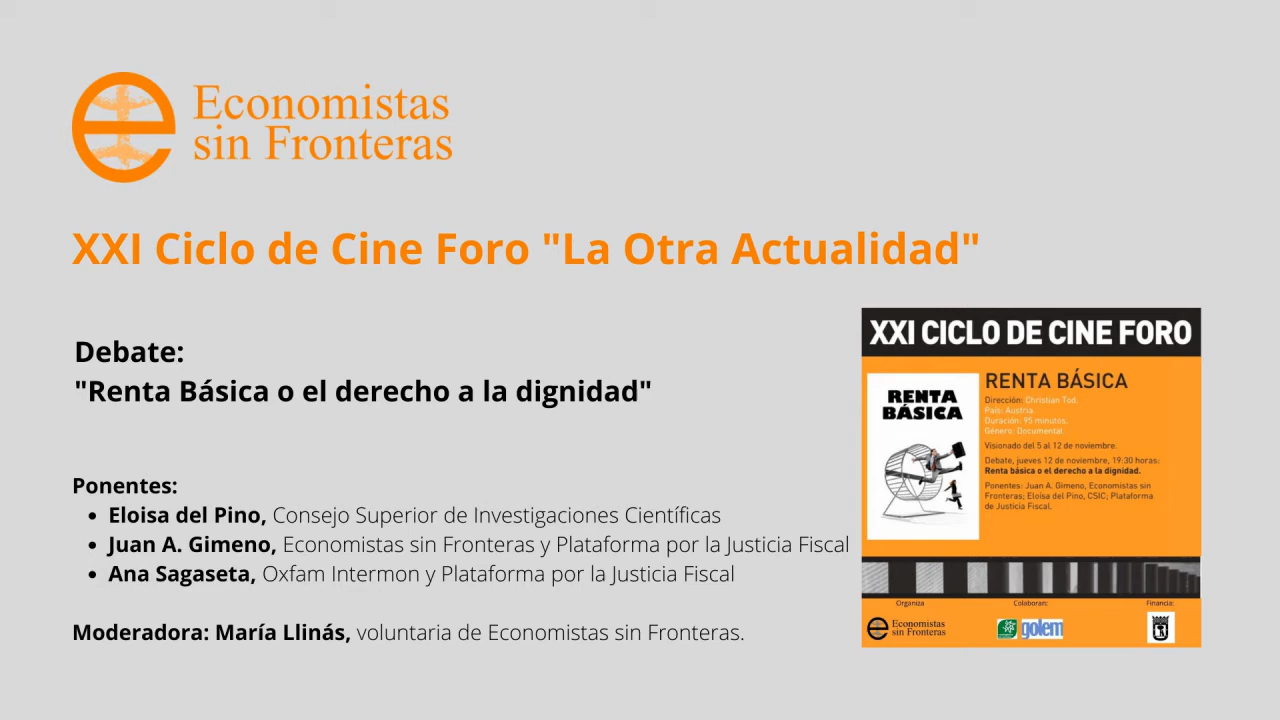 Economistas
sin Fronteras
XXI Ciclo de Cine Foro "La Otra Actualidad"
Debate:
"Renta Básica o el derecho a la dignidad"
Ponentes:
• Eloisa del Pino, Consejo Superior de Investigaciones Científicas
• Juan A. Gimeno, Economistas sin Fronteras y Plataforma por la Justicia Fiscal
• Ana Sagaseta, Oxfam Intermon y Plataforma por la Justicia Fiscal
Moderadora: María Llinás, voluntaria de Economistas sin Fronteras.
XXI CICLO DE CINE FORO
RENTA
BÁSICA
RENTA BÁSICA
Dirección: Christian Tod.
País: Austria.
Duración: 95 minutos.
Género: Documental.
Visionado del 5 al 12 de noviembre.
Debate, jueves 12 de noviembre, 19:30 horas:
Renta básica o el derecho a la dignidad.
Ponentes: Juan A. Gimeno, Economistas sin
Fronteras; Eloísa del Pino, CSIC; Plataforma
de Justicia Fiscal.
Organiza
Colaboran:
Financia:
Economistas
sin Fronteras
golem